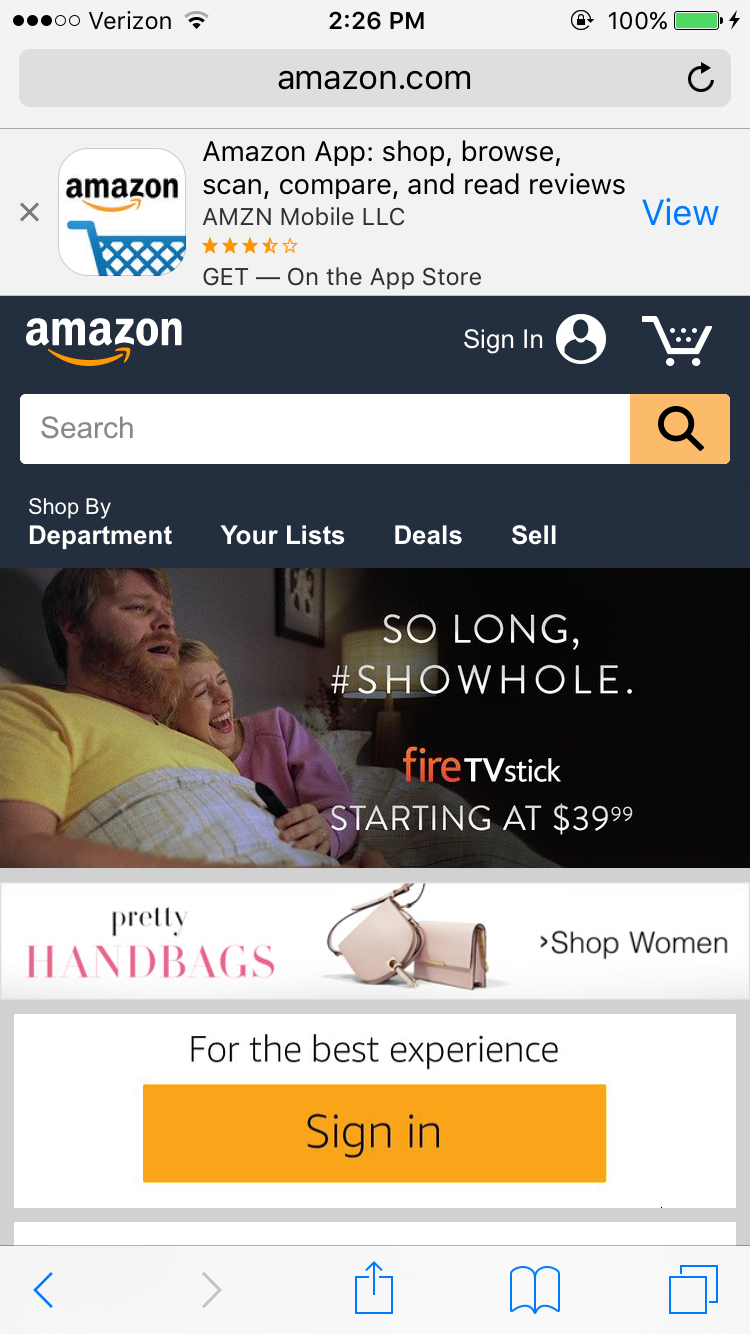 Verizon 2:26 PM 100%
amazon.com
amazon
Amazon App: shop, browse,
scan, compare, and read reviews
AMZN Mobile LLC
GET — On the App Store
View
amazon
Sign In
Search
Shop By
Department Your Lists Deals Sell
SO LONG,
#SHOWHOLE.
fireTVstick
STARTING AT $39⁹⁹
pretty
HANDBAGS
›Shop Women
For the best experience
Sign in